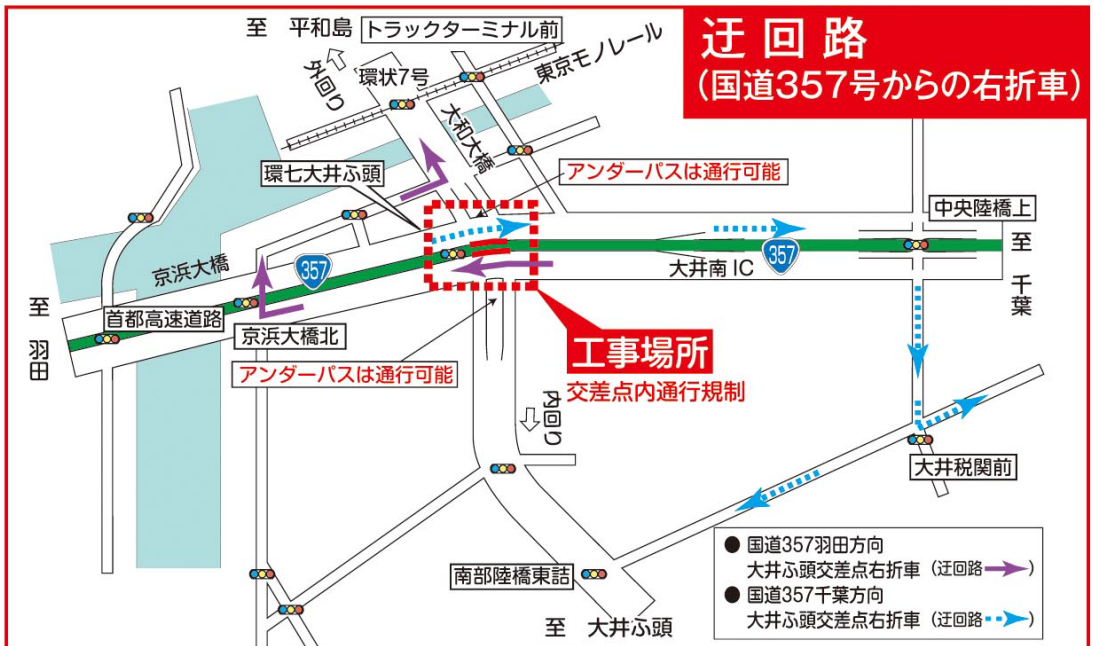 迂回路
(国道357号からの右折車)
至 平和島
トラックターミナル前
外回り
環状7号
東京モノレール
大和大橋
環七大井ふ頭
アンダーパスは通行可能
中央陸橋上
至 千葉
京浜大橋
357
357
大井南IC
至 羽田
首都高速道路
京浜大橋北
工事場所
交差点内通行規制
アンダーパスは通行可能
内回り
大井税関前
南部陸橋東詰
至 大井ふ頭
● 国道357羽田方向
大井ふ頭交差点右折車 (迂回路 )
● 国道357千葉方向
大井ふ頭交差点右折車 (迂回路 )